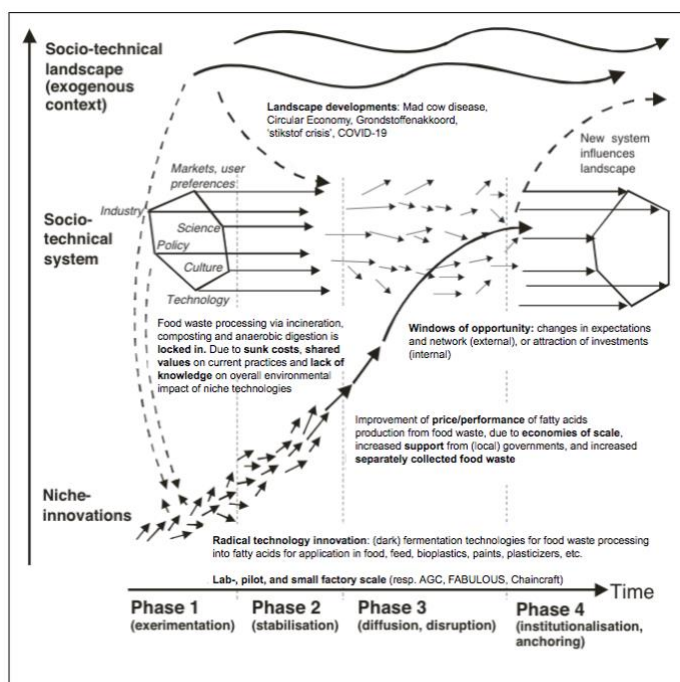 Socio-technical
landscape
(exogenous
context)
Landscape developments: Mad cow disease,
Circular Economy, Grondstoffenakkoord,
'stikstof crisis', COVID-19
New system
influences
landscape
Markets, user
preferences
Industry
Science
Policy
Culture
Technology
Socio-
technical
system
Food waste processing via incineration,
composting and anaerobic digestion is
locked in. Due to sunk costs, shared
values on current practices and lack of
knowledge on overall environmental
impact of niche technologies
Windows of opportunity: changes in expectations
and network (external), or attraction of investments
(internal)
Improvement of price/performance of fatty acids
production from food waste, due to economies of scale,
increased support from (local) governments, and increased
separately collected food waste
Niche-
innovations
Radical technology innovation: (dark) fermentation technologies for food waste processing
into fatty acids for application in food, feed, bioplastics, paints, plasticizers, etc.
Lab-, pilot, and small factory scale (resp. AGC, FABULOUS, Chaincraft)
Time
Phase 1
(exerimentation)
Phase 2
(stabilisation)
Phase 3
(diffusion, disruption)
Phase 4
(institutionalisation,
anchoring)